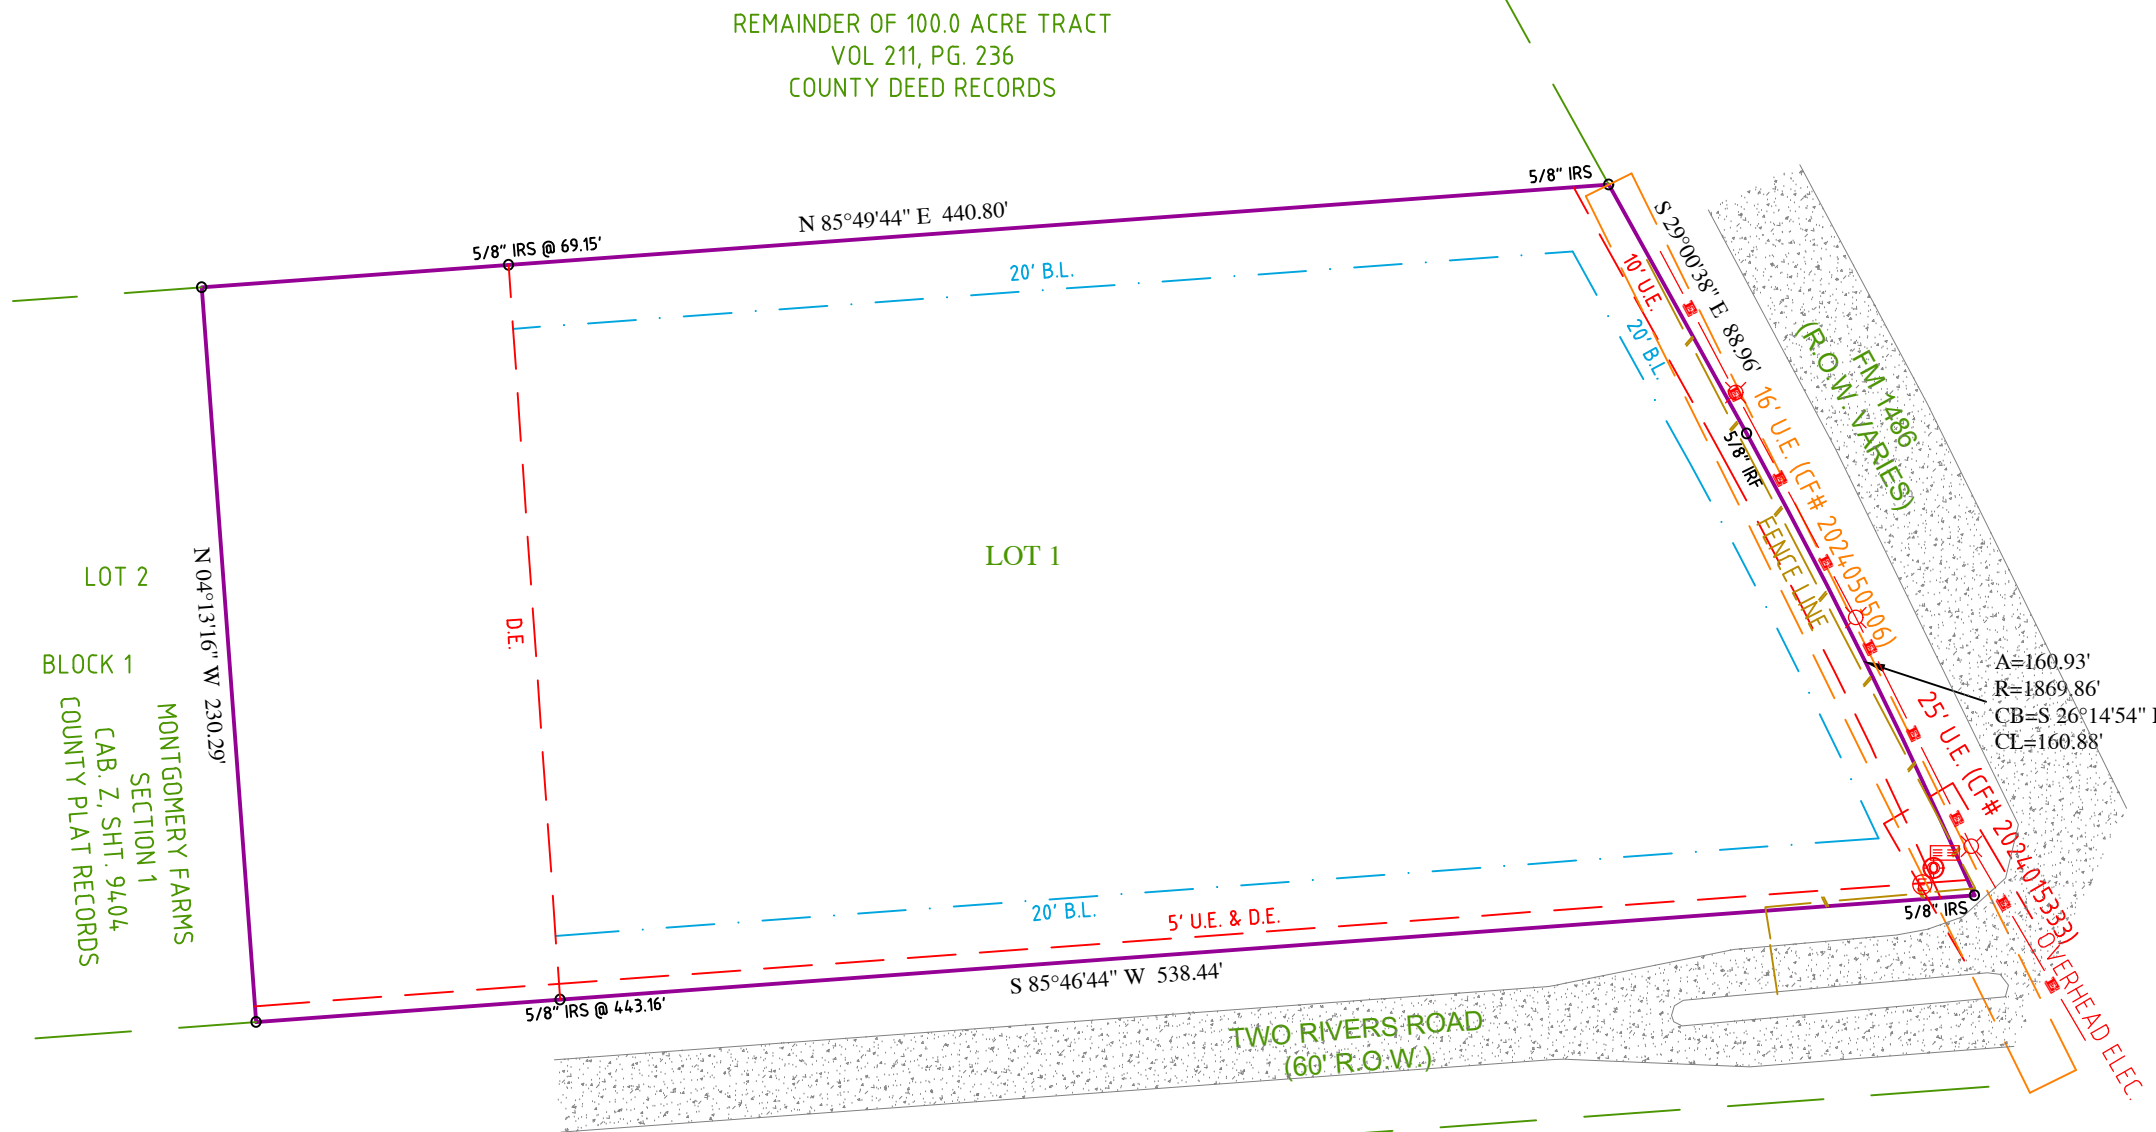 REMAINDER OF 100.0 ACRE TRACT
VOL 211, PG. 236
COUNTY DEED RECORDS
5/8" IRS
N 85°49'44" E 440.80'
5/8" IRS @ 69.15'
20' B.L.
S 29°00'38" E 88.96'
10' U.E.
20' B.L.
FM 1486
(R.O.W. VARIES)
16' U.E. (CF# 2024050506)
5/8" IRF
FENCE LINE
LOT 1
LOT 2
BLOCK 1
N 04°13'16" W 230.29'
D.E.
MONTGOMERY FARMS
SECTION 1
CAB. Z, SHT. 9404
COUNTY PLAT RECORDS
A=160.93'
R=1869.86'
CB=S 26°14'54"
CL=160.88'
25' U.E. (CF# 2024015333)
OVERHEAD ELEC.
20' B.L.
5' U.E. & D.E.
5/8" IRS
S 85°46'44" W 538.44'
5/8" IRS @ 443.16'
TWO RIVERS ROAD
(60' R.O.W.)